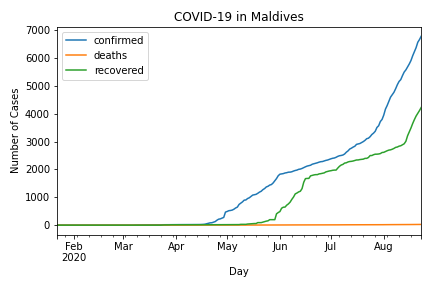 COVID-19 in Maldives
confirmed
deaths
recovered
7000
6000
5000
4000
3000
2000
1000
0
Number of Cases
Feb Mar Apr May Jun Jul Aug
2020
Day